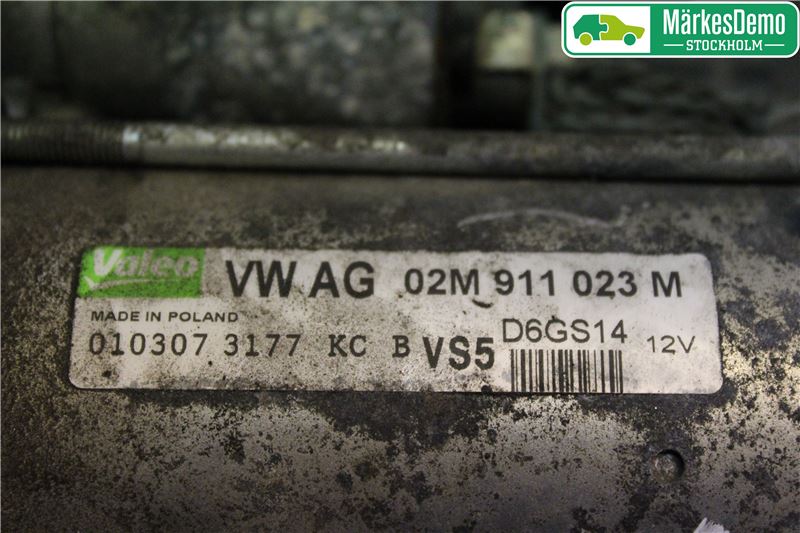 MärkesDemo
STOCKHOLM
Valeo VW AG 02M 911 023 M
MADE IN POLAND
010307 3177 KC B VS5 D6GS14 12V